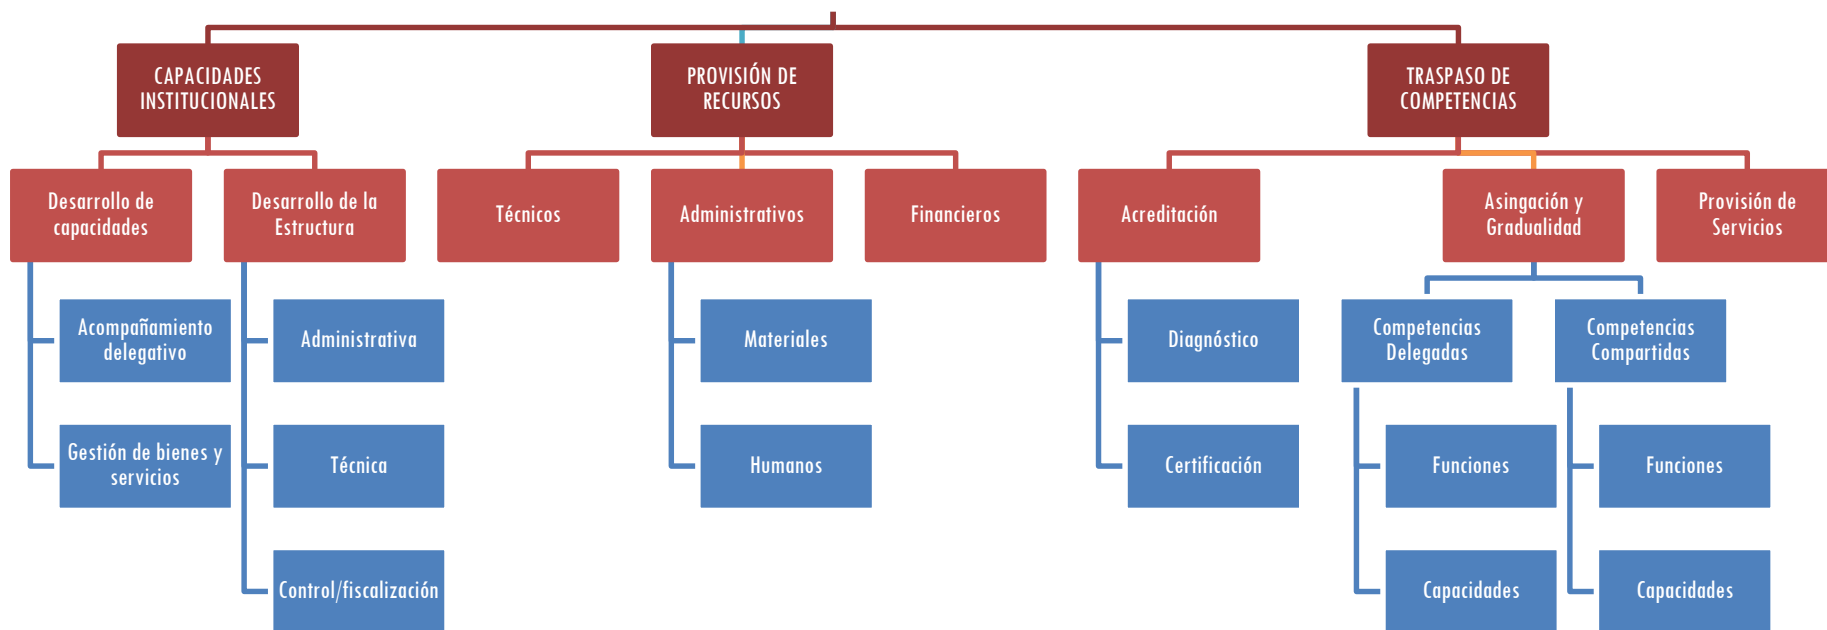 CAPACIDADES
INSTITUCIONALES
PROVISIÓN DE
RECURSOS
TRASPASO DE
COMPETENCIAS
Desarrollo de
capacidades
Desarrollo de la
Estructura
Técnicos
Administrativos
Financieros
Acreditación
Asingación y
Gradualidad
Provisión de
Servicios
Acompañamiento
delegativo
Administrativa
Materiales
Diagnóstico
Competencias
Delegadas
Competencias
Compartidas
Gestión de bienes y
servicios
Técnica
Humanos
Certificación
Funciones
Funciones
Control/fiscalización
Capacidades
Capacidades